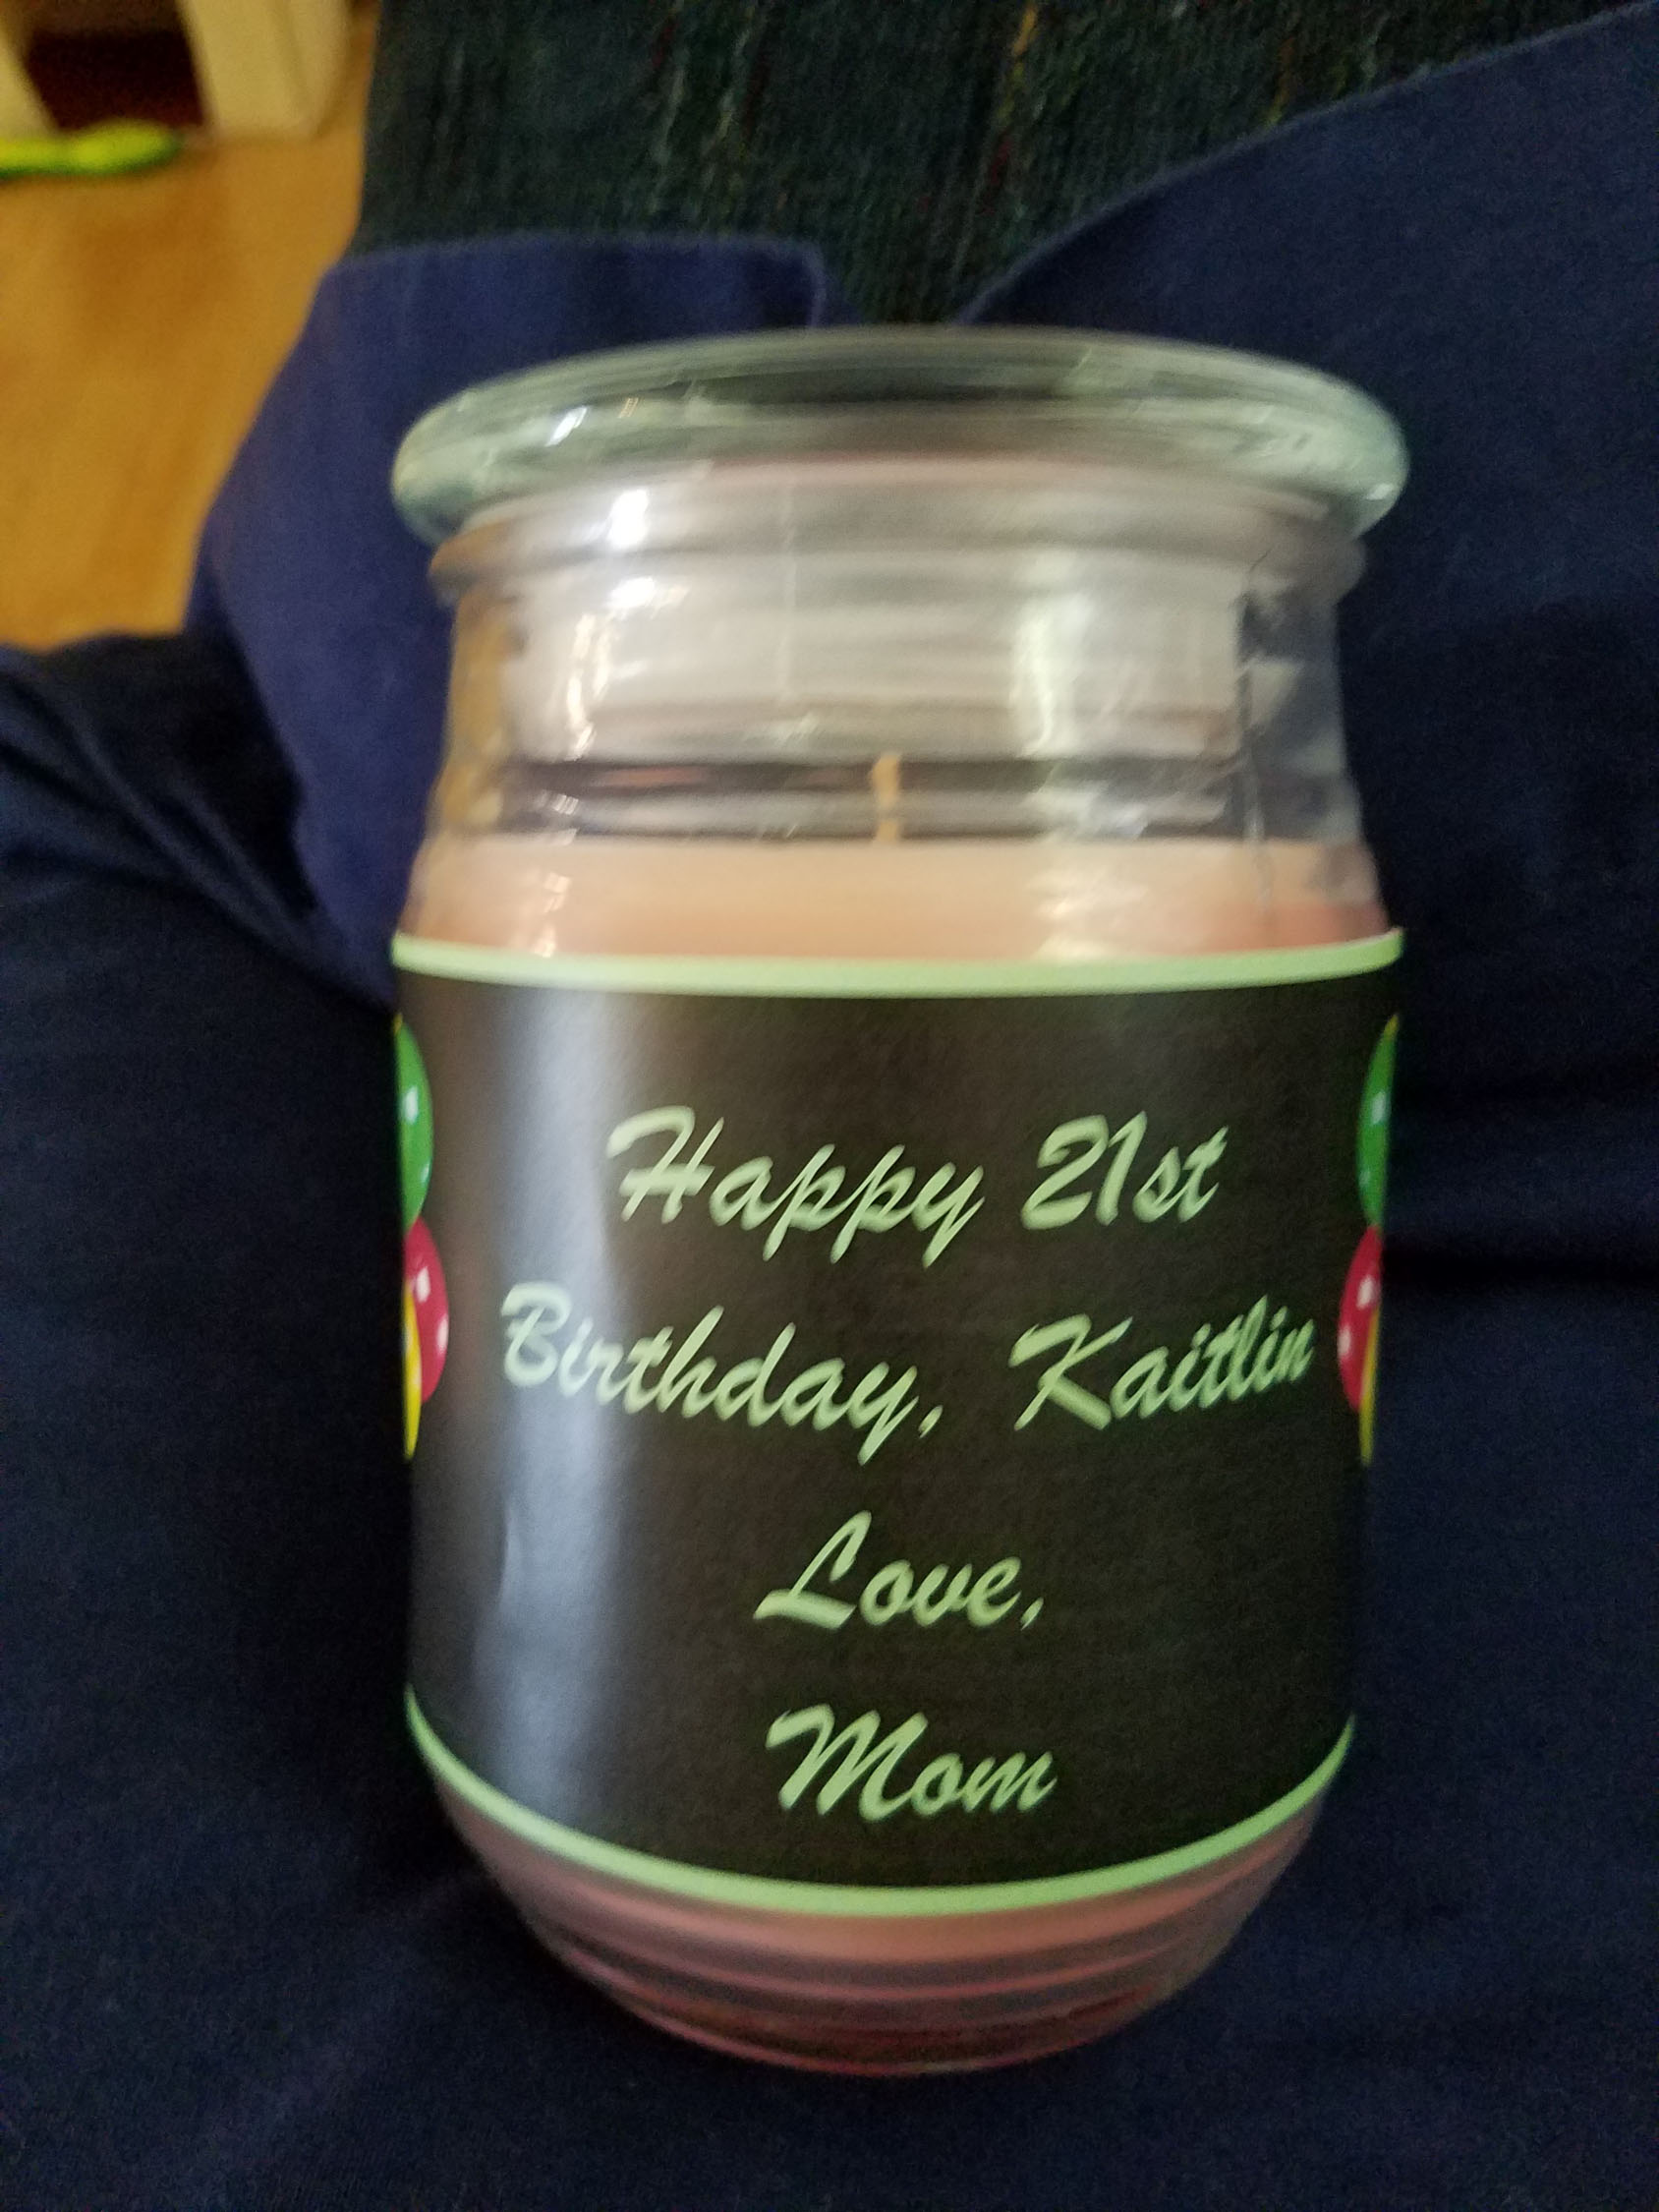 Happy 21st
Birthday, Kaitlin
Love,
Mom